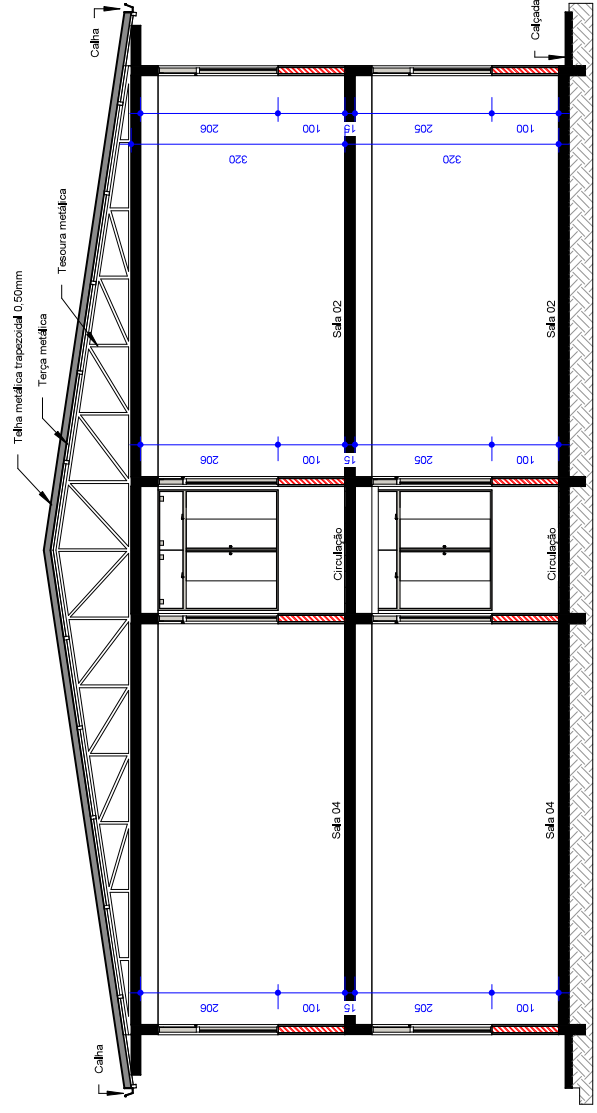 Telha metálica trapezoidal 0,50mm
Terça metálica
Tesoura metálica
Calha
Calha
206
206
206
320
100
100
100
Sala 04
Circulação
Sala 02
15
15
15
205
205
205
320
100
100
100
Sala 04
Circulação
Sala 02
Calçada